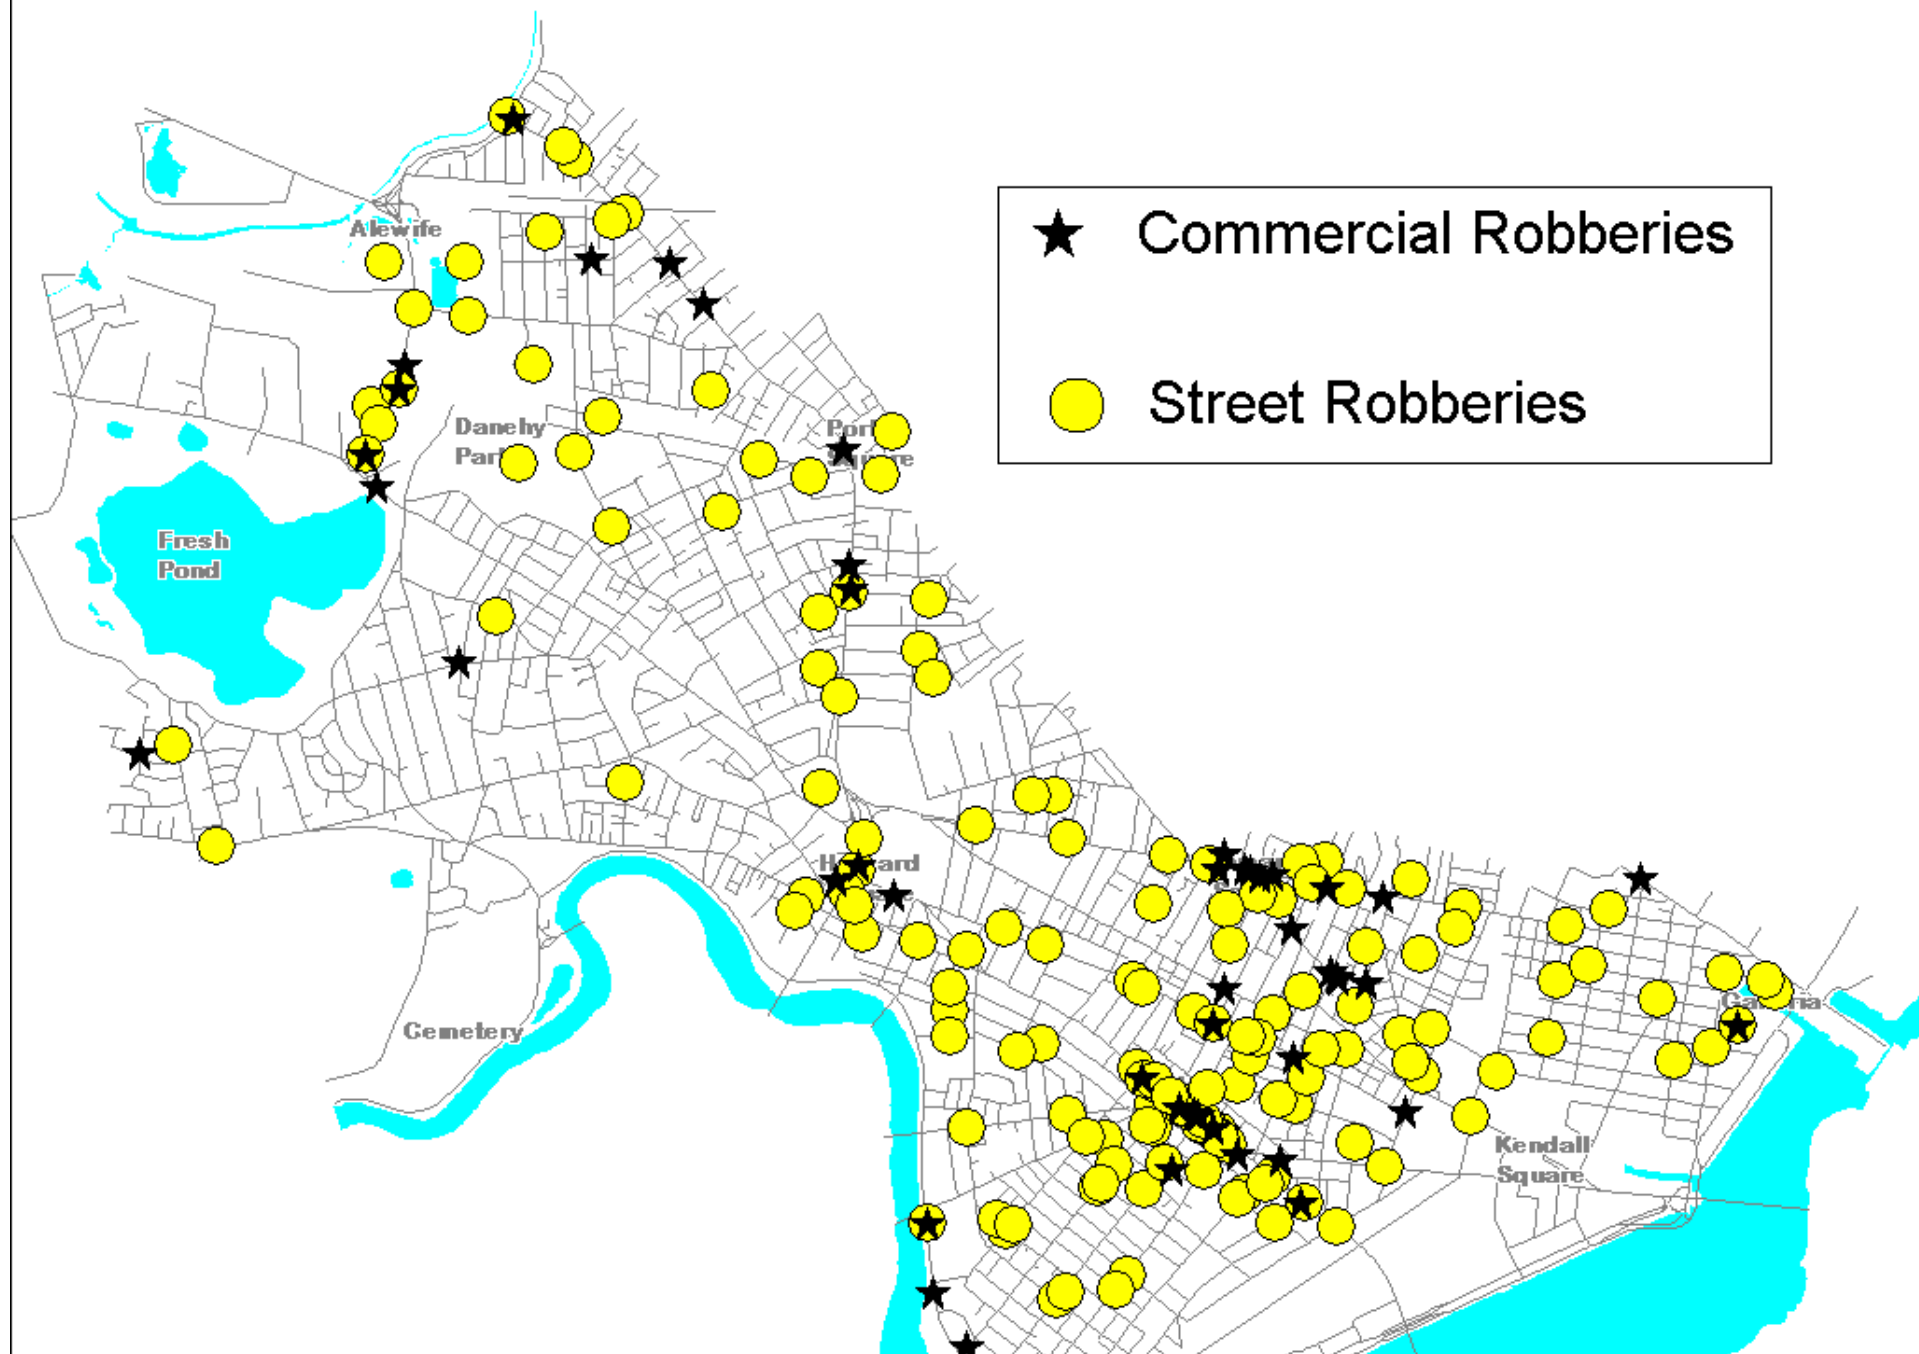 Commercial Robberies
Street Robberies
Alewife
Danehy
Fresh
Pond
Cemetery
Kendall
Square